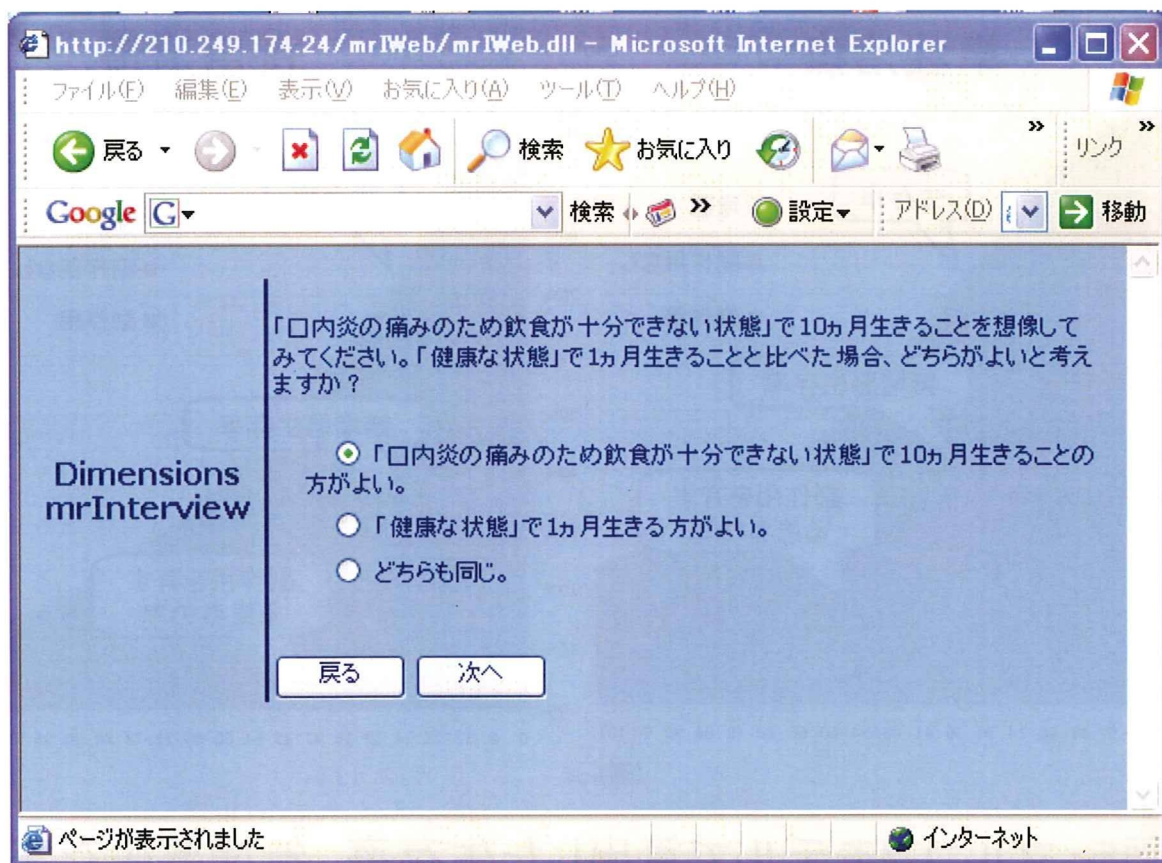 http://210.249.174.24/mrIWeb/mrIWeb.dll - Microsoft Internet Explorer
ファイル(F) 編集(E) 表示(V) お気に入り(A) ツール(T) ヘルプ(H)
戻る 検索 お気に入り » リンク »
Google G 検索 » 設定 アドレス(D) 移動
「口内炎の痛みのため飲食が十分できない状態」で10ヵ月生きることを想像して
みてください。「健康な状態」で1ヵ月生きることと比べた場合、どちらがよいと考え
ますか?
Dimensions
mrInterview
「口内炎の痛みのため飲食が十分できない状態」で10ヵ月生きることの
方がよい。
「健康な状態」で1ヵ月生きる方がよい。
どちらも同じ。
戻る 次へ
ページが表示されました インターネット